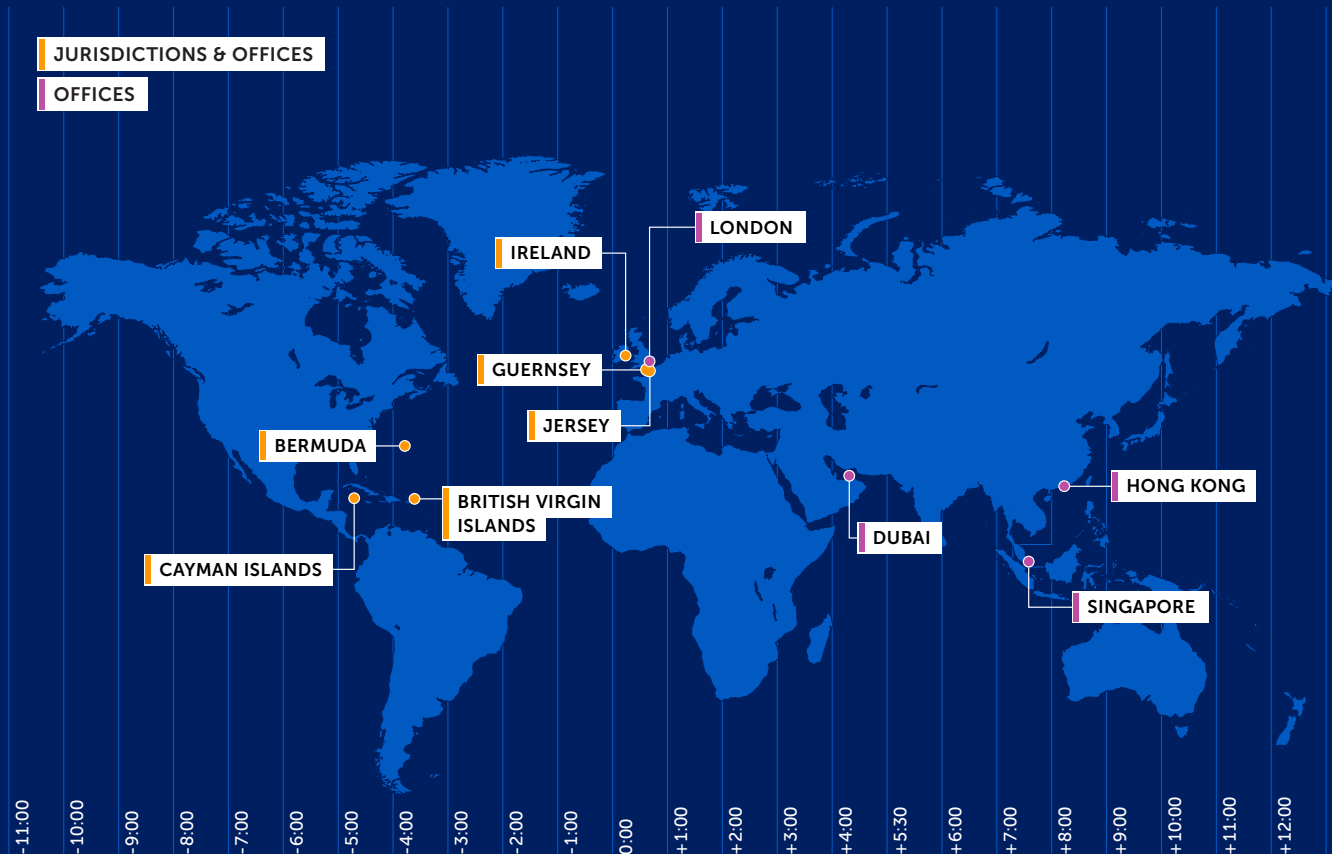 JURISDICTIONS & OFFICES
OFFICES
LONDON
IRELAND
GUERNSEY
JERSEY
BERMUDA
BRITISH VIRGIN
ISLANDS
HONG KONG
DUBAI
CAYMAN ISLANDS
SINGAPORE
-11:00
-10:00
-9:00
-8:00
-7:00
-6:00
-5:00
-4:00
-3:00
-2:00
-1:00
0:00
+1:00
+2:00
+3:00
+4:00
+5:30
+6:00
+7:00
+8:00
+9:00
+10:00
+11:00
+12:00